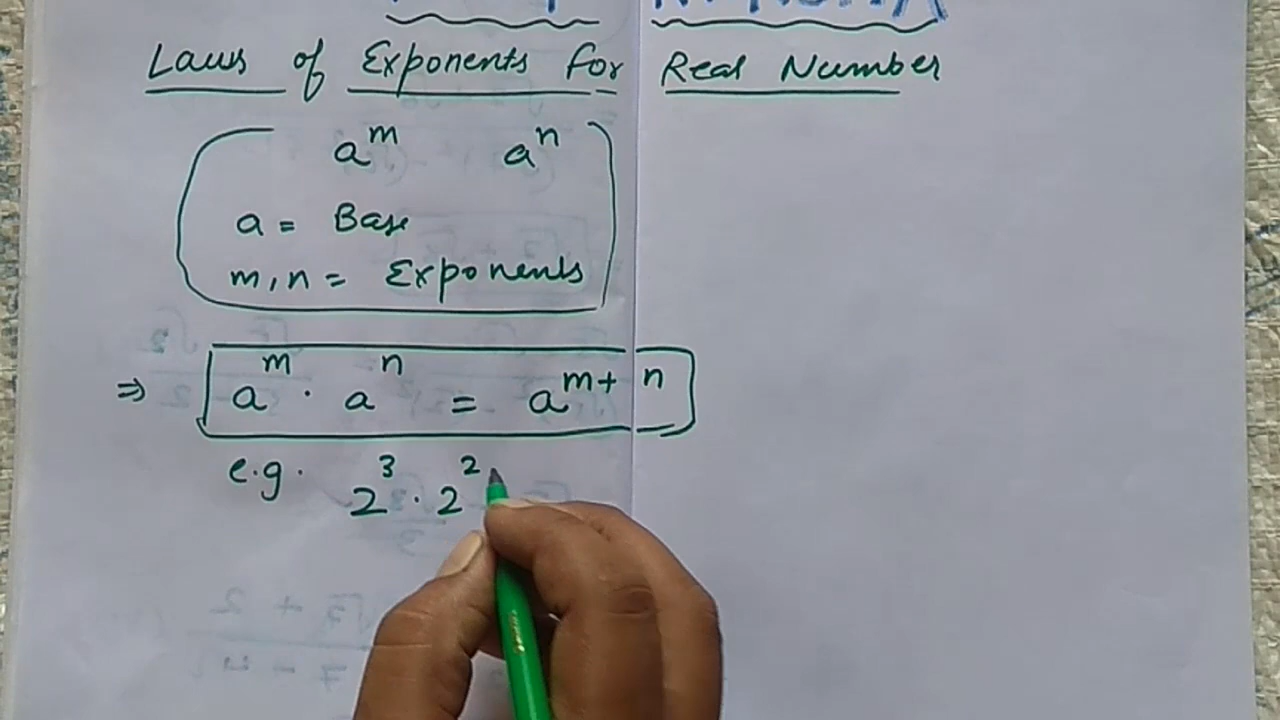 Laws of Exponents for Real Number
a^m a^n
a = Base
m, n = Exponents
⇒ a^m · a^n = a^{m+n}
e.g. 2^3 · 2^2